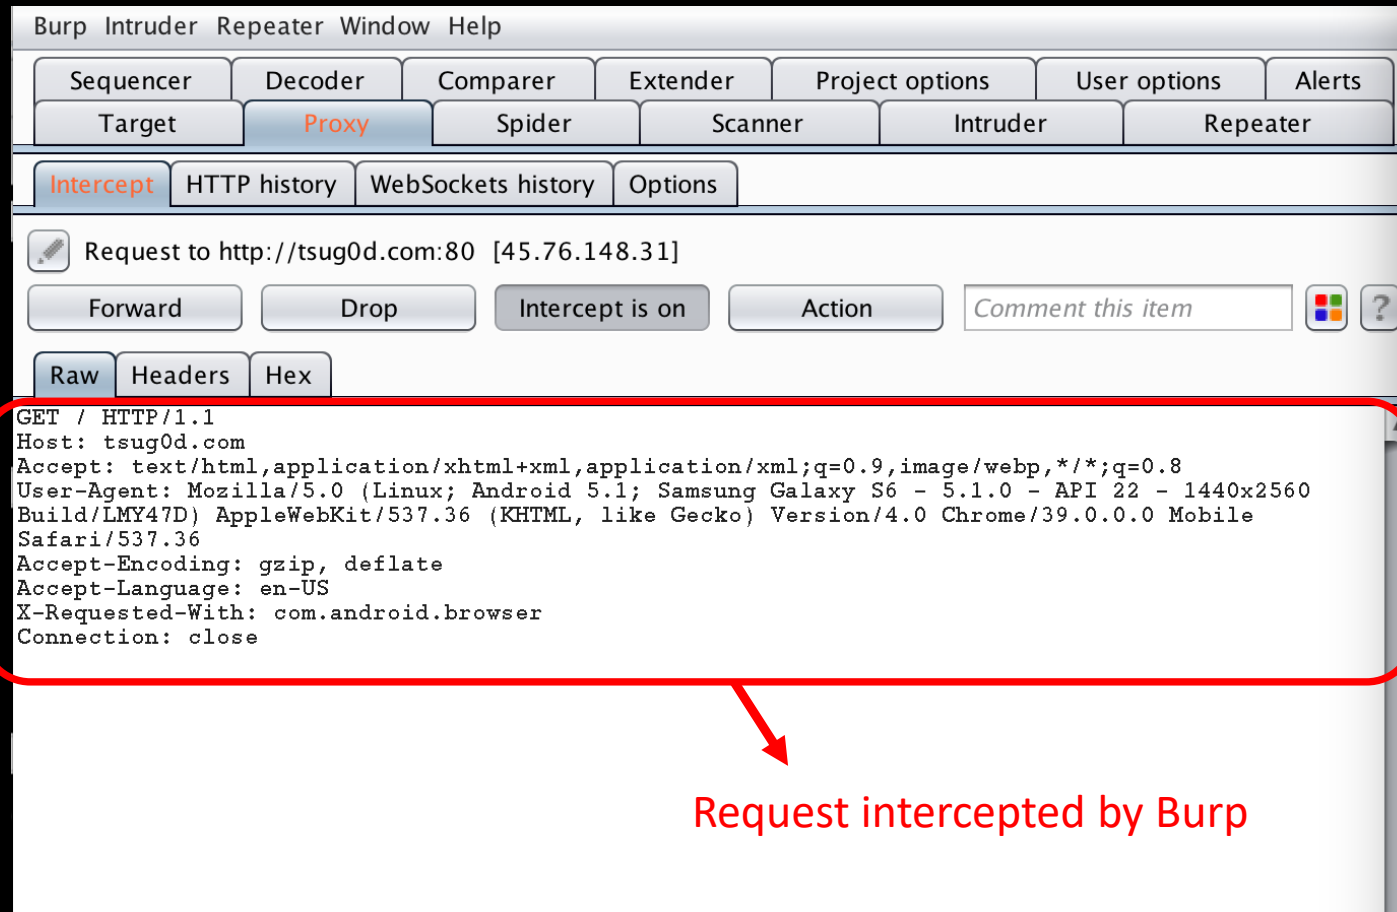 Burp Intruder Repeater Window Help
Sequencer Decoder Comparer Extender Project options User options Alerts
Target Proxy Spider Scanner Intruder Repeater
Intercept HTTP history WebSockets history Options
Request to http://tsug0d.com:80 [45.76.148.31]
Forward Drop Intercept is on Action Comment this item ?
Raw Headers Hex
GET / HTTP/1.1
Host: tsug0d.com
Accept: text/html,application/xhtml+xml,application/xml;q=0.9,image/webp,*/*;q=0.8
User-Agent: Mozilla/5.0 (Linux; Android 5.1; Samsung Galaxy S6 - 5.1.0 - API 22 - 1440x2560
Build/LMY47D) AppleWebKit/537.36 (KHTML, like Gecko) Version/4.0 Chrome/39.0.0.0 Mobile
Safari/537.36
Accept-Encoding: gzip, deflate
Accept-Language: en-US
X-Requested-With: com.android.browser
Connection: close
Request intercepted by Burp